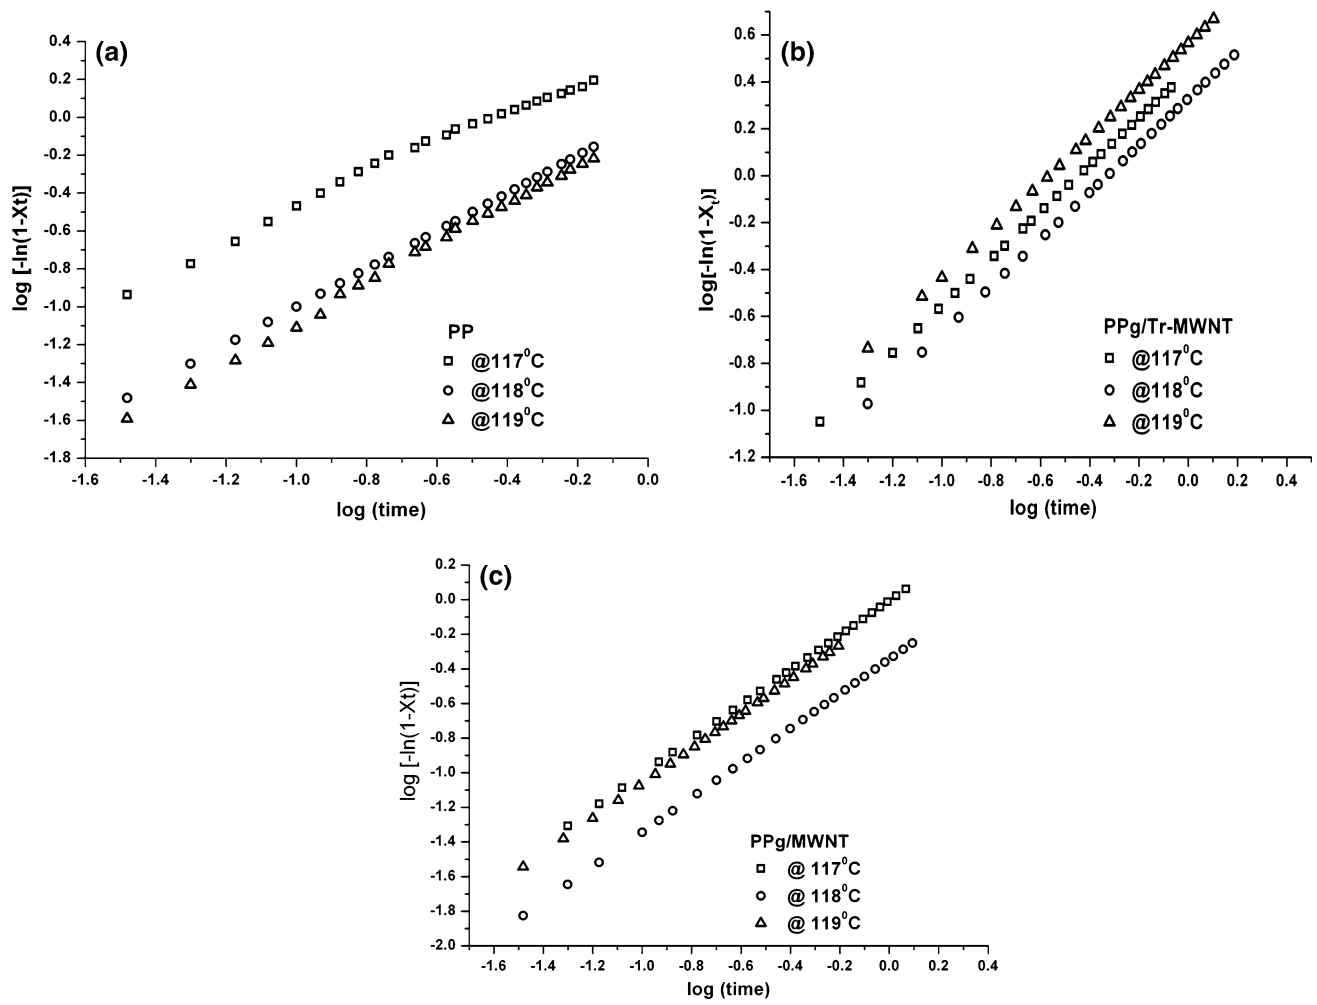 (a)
0.4
0.2
0.0
-0.2
-0.4
-0.6
-0.8
-1.0
-1.2
-1.4
-1.6
-1.8
log [-ln(1-Xt)]
-1.6 -1.4 -1.2 -1.0 -0.8 -0.6 -0.4 -0.2 0.0
log (time)
PP
@117⁰C
@118⁰C
@119⁰C
(b)
0.6
0.4
0.2
0.0
-0.2
-0.4
-0.6
-0.8
-1.0
-1.2
log[-ln(1-Xt)]
-1.6 -1.4 -1.2 -1.0 -0.8 -0.6 -0.4 -0.2 0.0 0.2 0.4
log (time)
PPg/Tr-MWNT
@117⁰C
@118⁰C
@119⁰C
(c)
0.2
0.0
-0.2
-0.4
-0.6
-0.8
-1.0
-1.2
-1.4
-1.6
-1.8
-2.0
log [-ln(1-Xt)]
-1.6 -1.4 -1.2 -1.0 -0.8 -0.6 -0.4 -0.2 0.0 0.2 0.4
log (time)
PPg/MWNT
@ 117⁰C
@ 118⁰C
@ 119⁰C